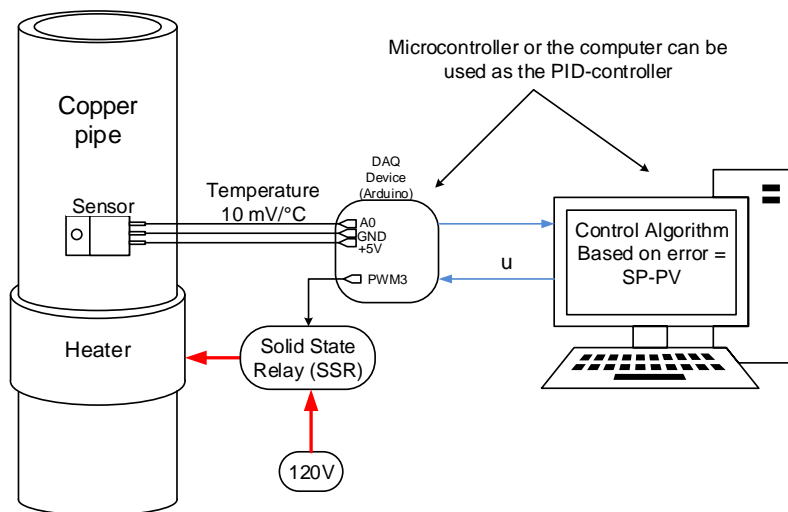 Microcontroller or the computer can be
used as the PID-controller
Copper
pipe
Sensor
Temperature
10 mV/°C
DAQ
Device
(Arduino)
A0
GND
+5V
PWM3
u
Control Algorithm
Based on error =
SP-PV
Heater
Solid State
Relay (SSR)
120V